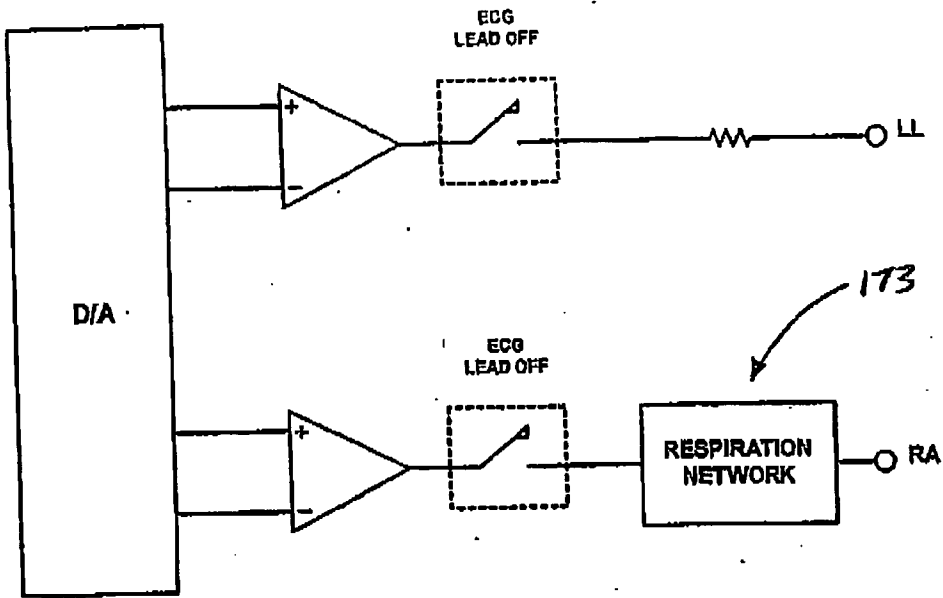 ECG
LEAD OFF
+
−
LL
D/A
173
ECG
LEAD OFF
+
−
RESPIRATION
NETWORK
RA